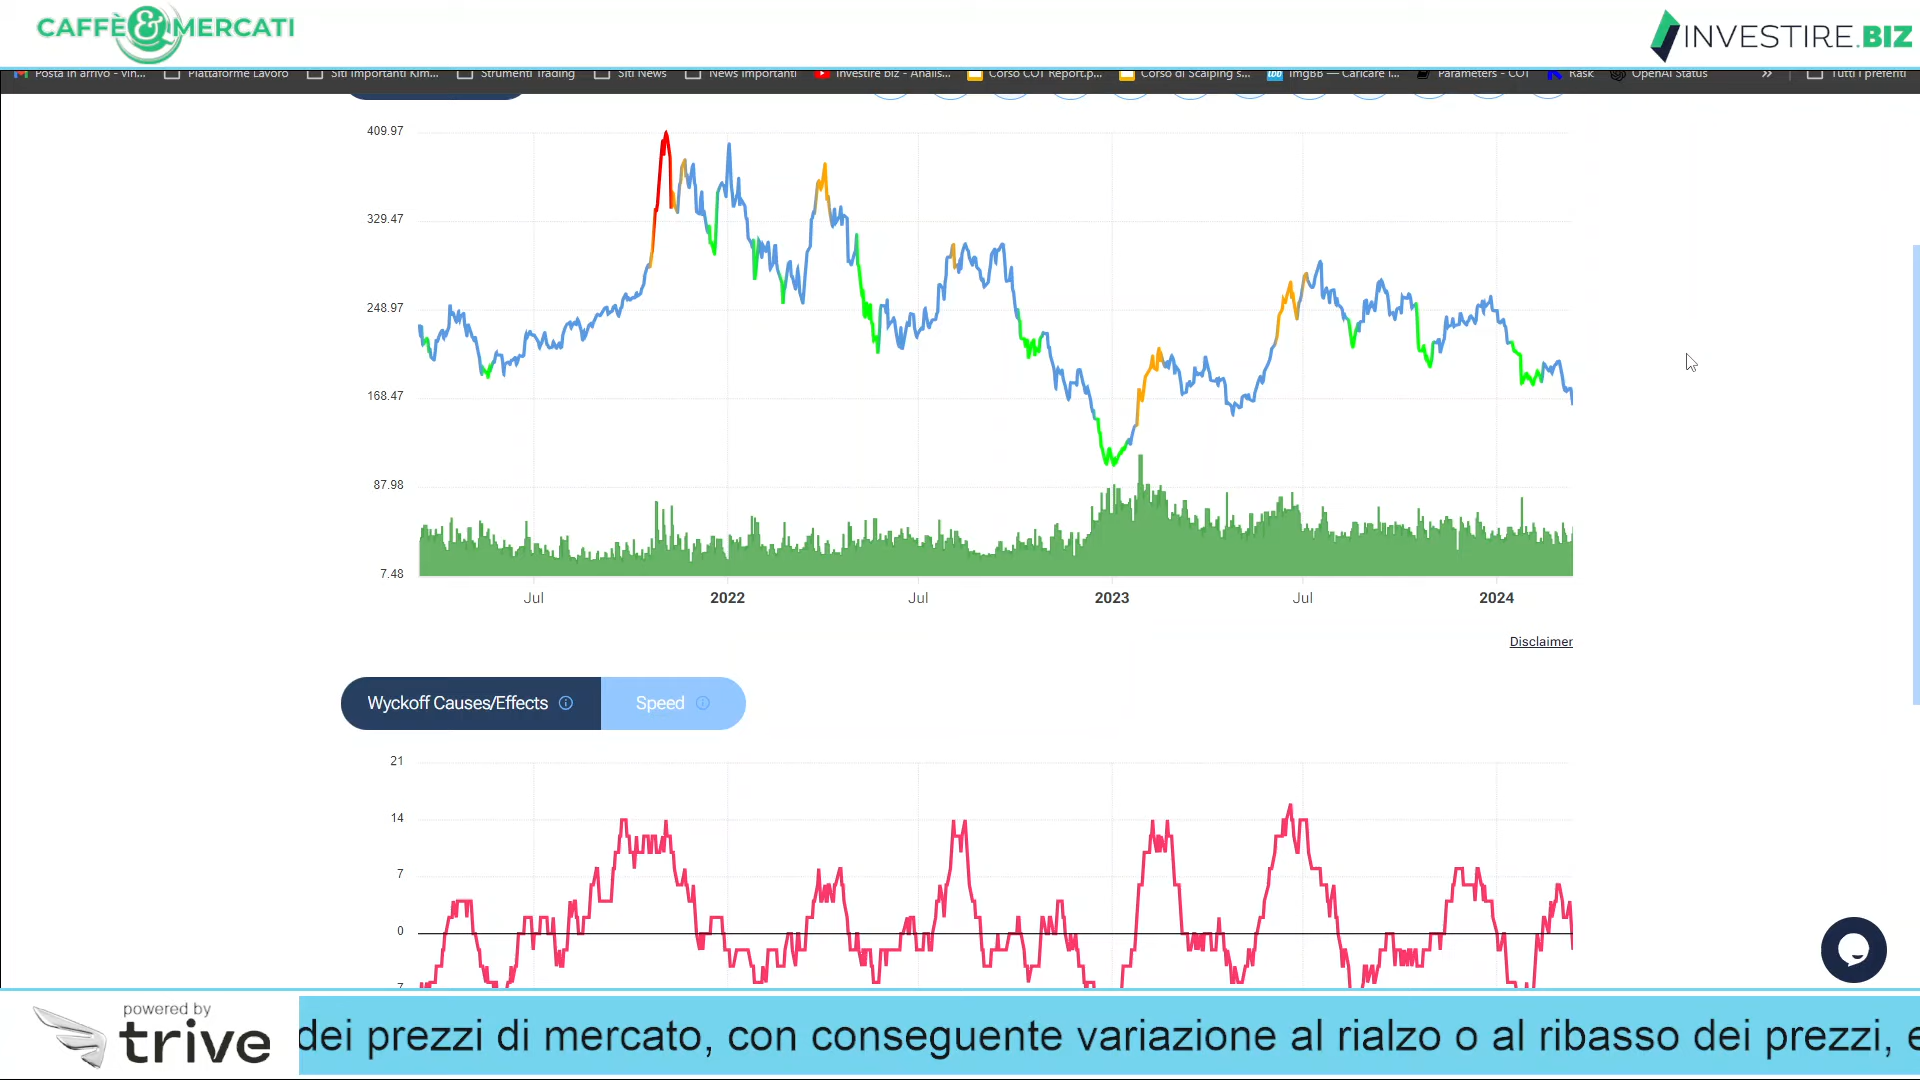 CAFFÈ & MERCATI
INVESTIRE.BIZ
Posta in arrivo - vin... Piattaforme Lavoro Siti Importanti Kim... Strumenti Trading Siti News News Importanti Investire biz - Analis... Corso COT Report.p... Corso di Scalping s... ImgBB — Caricare i... Parameters - COT Rask OpenAI Status » Tutti i preferiti
409.97
329.47
248.97
168.47
87.98
7.48
Jul 2022 Jul 2023 Jul 2024
Disclaimer
Wyckoff Causes/Effects Speed
21
14
7
0
powered by
trive
dei prezzi di mercato, con conseguente variazione al rialzo o al ribasso dei prezzi, e